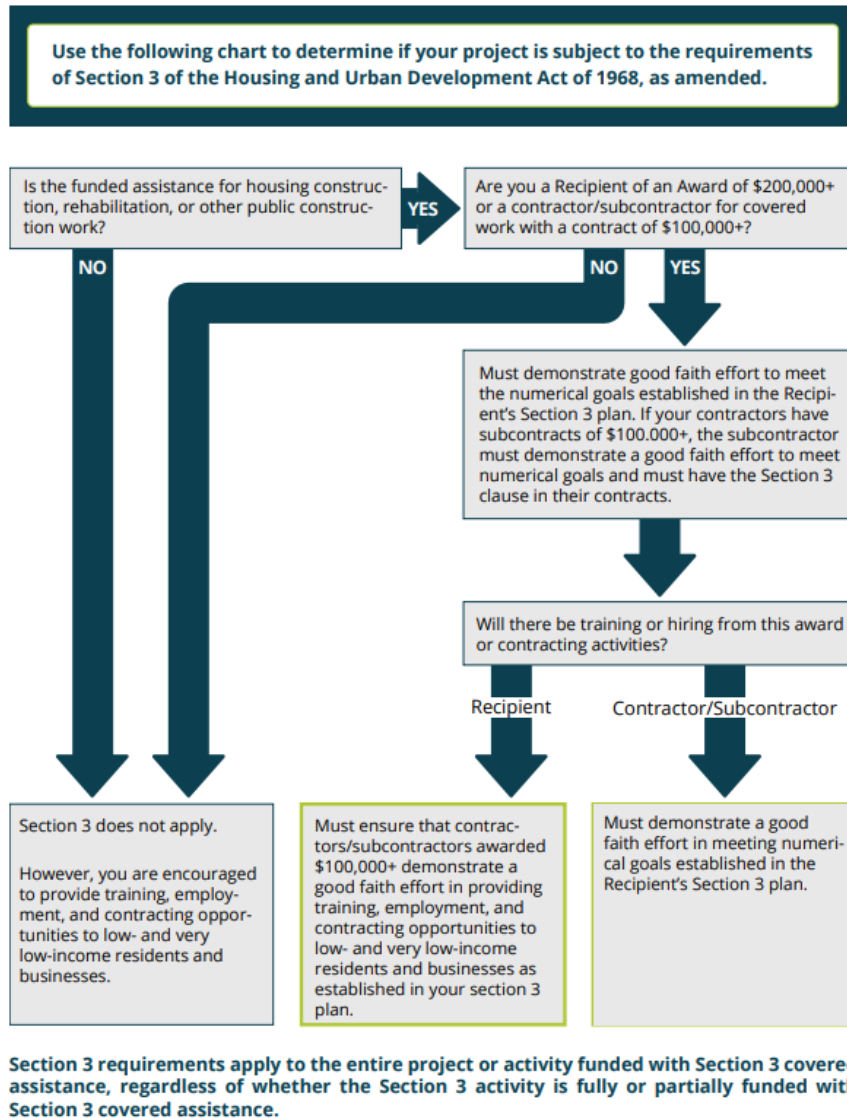 Use the following chart to determine if your project is subject to the requirements
of Section 3 of the Housing and Urban Development Act of 1968, as amended.
Is the funded assistance for housing construc-
tion, rehabilitation, or other public construc-
tion work?
YES
Are you a Recipient of an Award of $200,000+
or a contractor/subcontractor for covered
work with a contract of $100,000+?
NO
NO
YES
Must demonstrate good faith effort to meet
the numerical goals established in the Recipi-
ent's Section 3 plan. If your contractors have
subcontracts of $100.000+, the subcontractor
must demonstrate a good faith effort to meet
numerical goals and must have the Section 3
clause in their contracts.
Will there be training or hiring from this award
or contracting activities?
Recipient
Contractor/Subcontractor
Section 3 does not apply.
However, you are encouraged
to provide training, employ-
ment, and contracting oppor-
tunities to low- and very
low-income residents and
businesses.
Must ensure that contrac-
tors/subcontractors awarded
$100,000+ demonstrate a
good faith effort in providing
training, employment, and
contracting opportunities to
low- and very low-income
residents and businesses as
established in your section 3
plan.
Must demonstrate a good
faith effort in meeting numeri-
cal goals established in the
Recipient's Section 3 plan.
Section 3 requirements apply to the entire project or activity funded with Section 3 covered
assistance, regardless of whether the Section 3 activity is fully or partially funded with
Section 3 covered assistance.